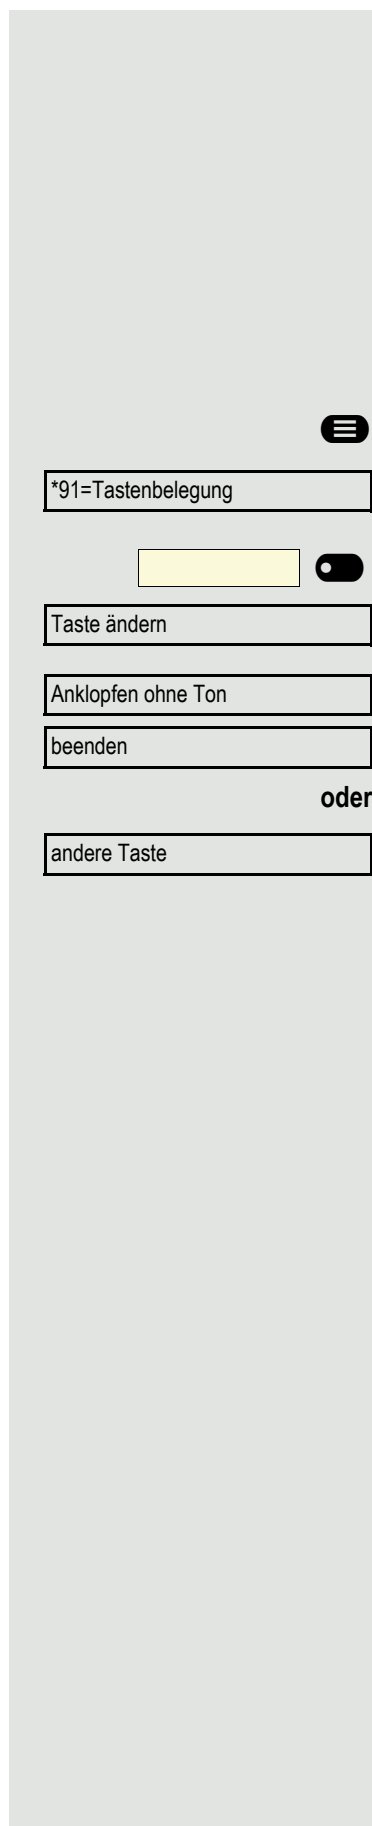 *91=Tastenbelegung
Taste ändern
Anklopfen ohne Ton
beenden
oder
andere Taste